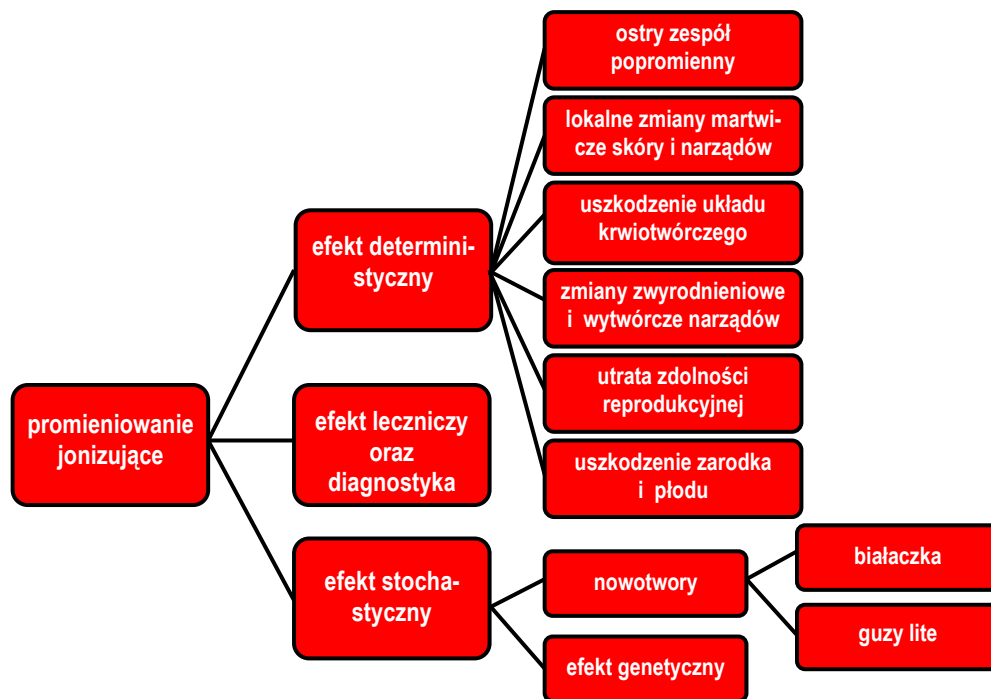 promieniowanie
jonizujące
efekt determini-
styczny
ostry zespół
popromienny
lokalne zmiany martwi-
cze skóry i narządów
uszkodzenie układu
krwiotwórczego
zmiany zwyrodnieniowe
i wytwórcze narządów
utrata zdolności
reprodukcyjnej
uszkodzenie zarodka
i płodu
efekt leczniczy
oraz
diagnostyka
efekt stocha-
styczny
nowotwory
białaczka
guzy lite
efekt genetyczny